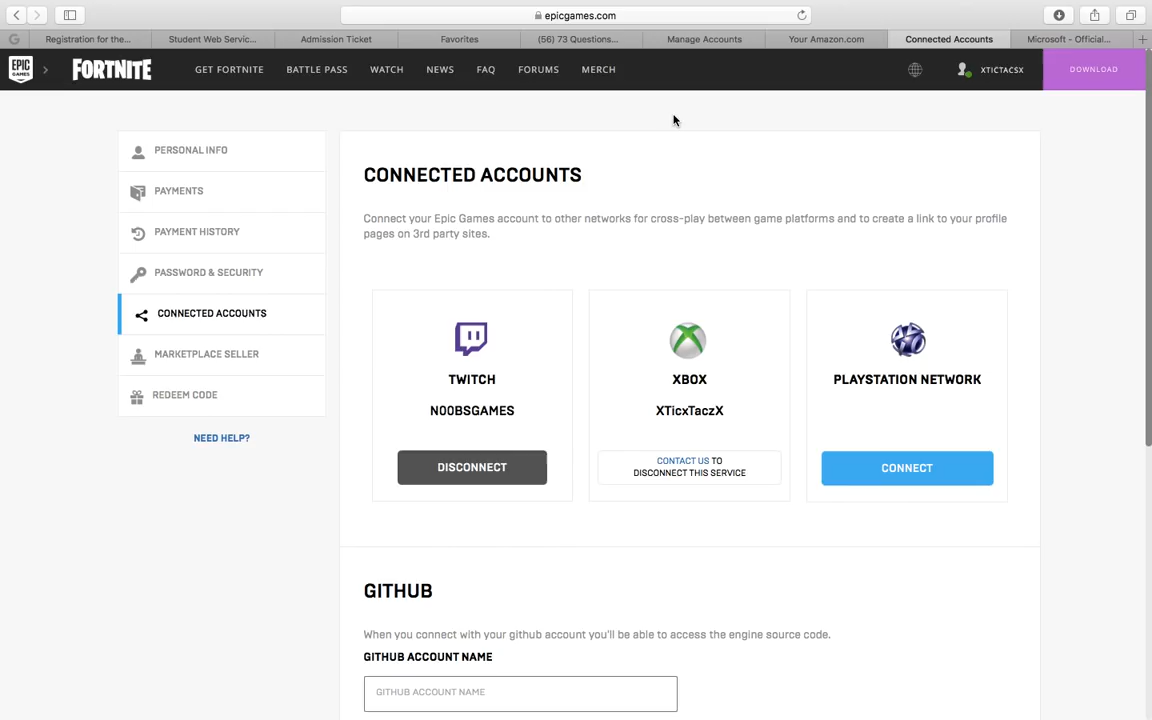 epicgames.com
Registration for the...
Student Web Servic...
Admission Ticket
Favorites
(56) 73 Questions...
Manage Accounts
Your Amazon.com
Connected Accounts
Microsoft - Official...
EPIC GAMES
FORTNITE
GET FORTNITE
BATTLE PASS
WATCH
NEWS
FAQ
FORUMS
MERCH
XTICTACSX
DOWNLOAD
PERSONAL INFO
PAYMENTS
PAYMENT HISTORY
PASSWORD & SECURITY
CONNECTED ACCOUNTS
MARKETPLACE SELLER
REDEEM CODE
NEED HELP?
CONNECTED ACCOUNTS
Connect your Epic Games account to other networks for cross-play between game platforms and to create a link to your profile
pages on 3rd party sites.
TWITCH
N00BSGAMES
DISCONNECT
XBOX
XTicxTaczX
CONTACT US TO
DISCONNECT THIS SERVICE
PLAYSTATION NETWORK
CONNECT
GITHUB
When you connect with your github account you'll be able to access the engine source code.
GITHUB ACCOUNT NAME
GITHUB ACCOUNT NAME